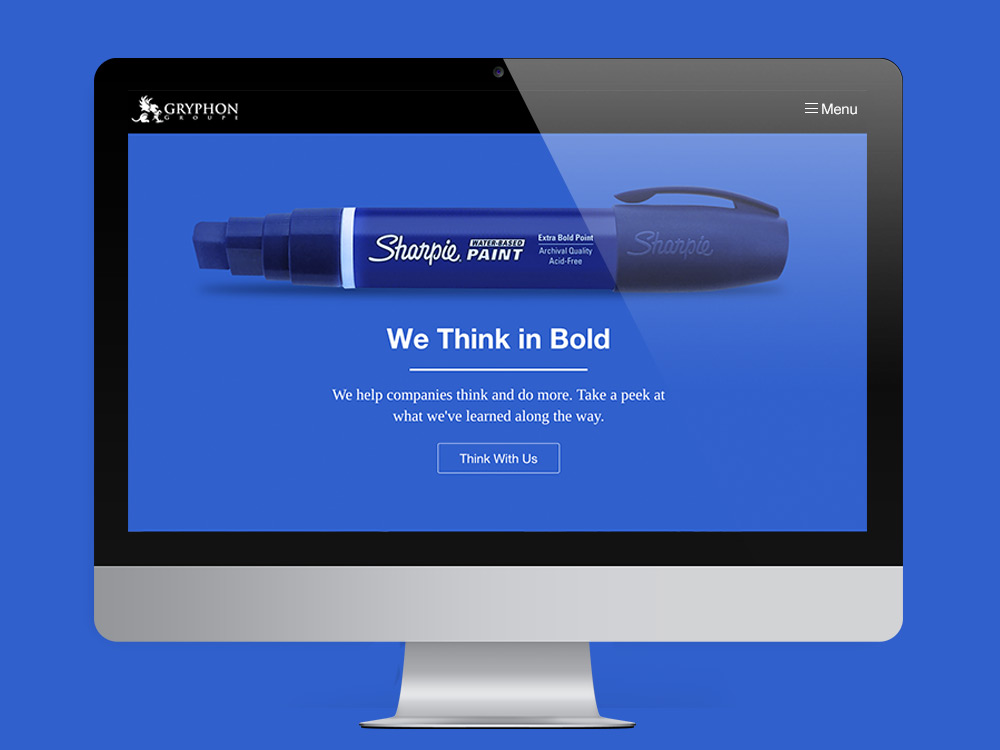 GRYPHON
GROUPE
Menu
Sharpie
WATER-BASED
PAINT
Extra Bold Point
Archival Quality
Acid-Free
Sharpie
We Think in Bold
We help companies think and do more. Take a peek at
what we've learned along the way.
Think With Us